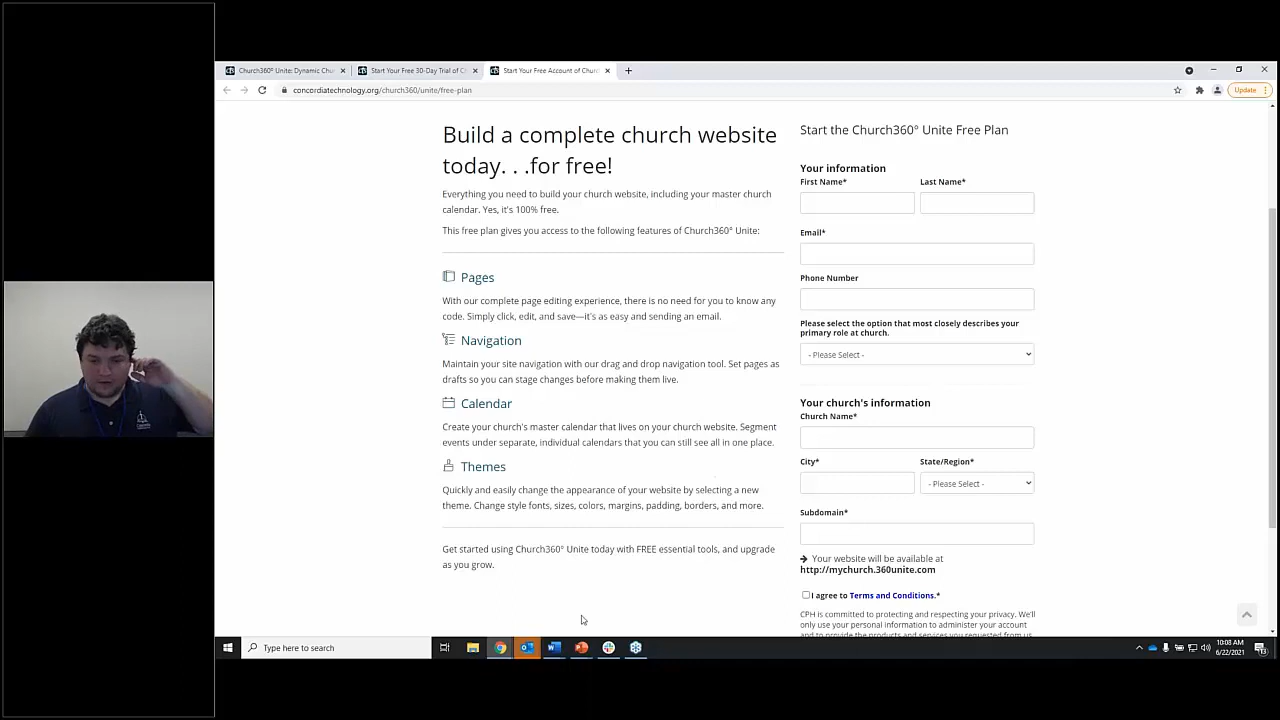 Church360° Unite: Dynamic Chur
Start Your Free 30-Day Trial of C
Start Your Free Account of Churc
concordiatechnology.org/church360/unite/free-plan
Update
Build a complete church website
today. . .for free!
Everything you need to build your church website, including your master church
calendar. Yes, it's 100% free.
This free plan gives you access to the following features of Church360° Unite:
Pages
With our complete page editing experience, there is no need for you to know any
code. Simply click, edit, and save—it's as easy and sending an email.
Navigation
Maintain your site navigation with our drag and drop navigation tool. Set pages as
drafts so you can stage changes before making them live.
Calendar
Create your church's master calendar that lives on your church website. Segment
events under separate, individual calendars that you can still see all in one place.
Themes
Quickly and easily change the appearance of your website by selecting a new
theme. Change style fonts, sizes, colors, margins, padding, borders, and more.
Get started using Church360° Unite today with FREE essential tools, and upgrade
as you grow.
Start the Church360° Unite Free Plan
Your information
First Name* Last Name*
Email*
Phone Number
Please select the option that most closely describes your
primary role at church.
- Please Select -
Your church's information
Church Name*
City* State/Region*
- Please Select -
Subdomain*
Your website will be available at
http://mychurch.360unite.com
I agree to Terms and Conditions.*
CPH is committed to protecting and respecting your privacy. We'll
only use your personal information to administer your account
and to provide the products and services you requested from us.
Type here to search
10:08 AM
6/22/2021